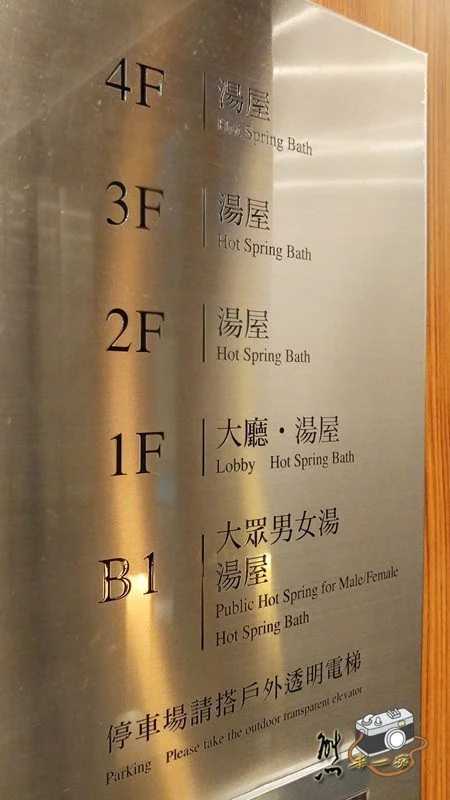 4F
湯屋
Hot Spring Bath
3F
湯屋
Hot Spring Bath
2F
湯屋
Hot Spring Bath
1F
大廳・湯屋
Lobby Hot Spring Bath
B1
大眾男女湯
湯屋
Public Hot Spring for Male/Female
Hot Spring Bath
停車場請搭戶外透明電梯
Parking Please take the outdoor transparent elevator
熊